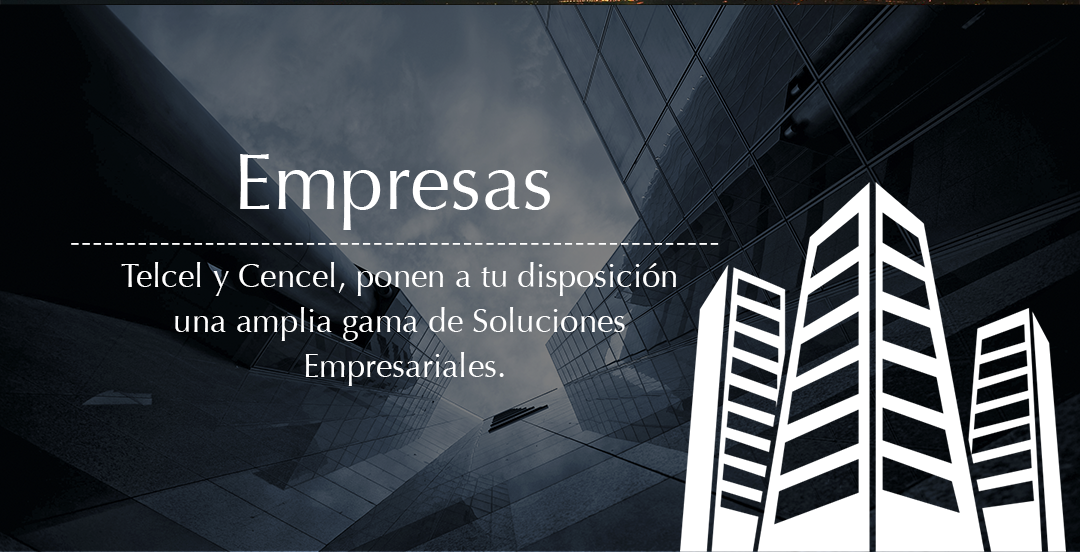 Empresas
Telcel y Cencel, ponen a tu disposición
una amplia gama de Soluciones
Empresariales.